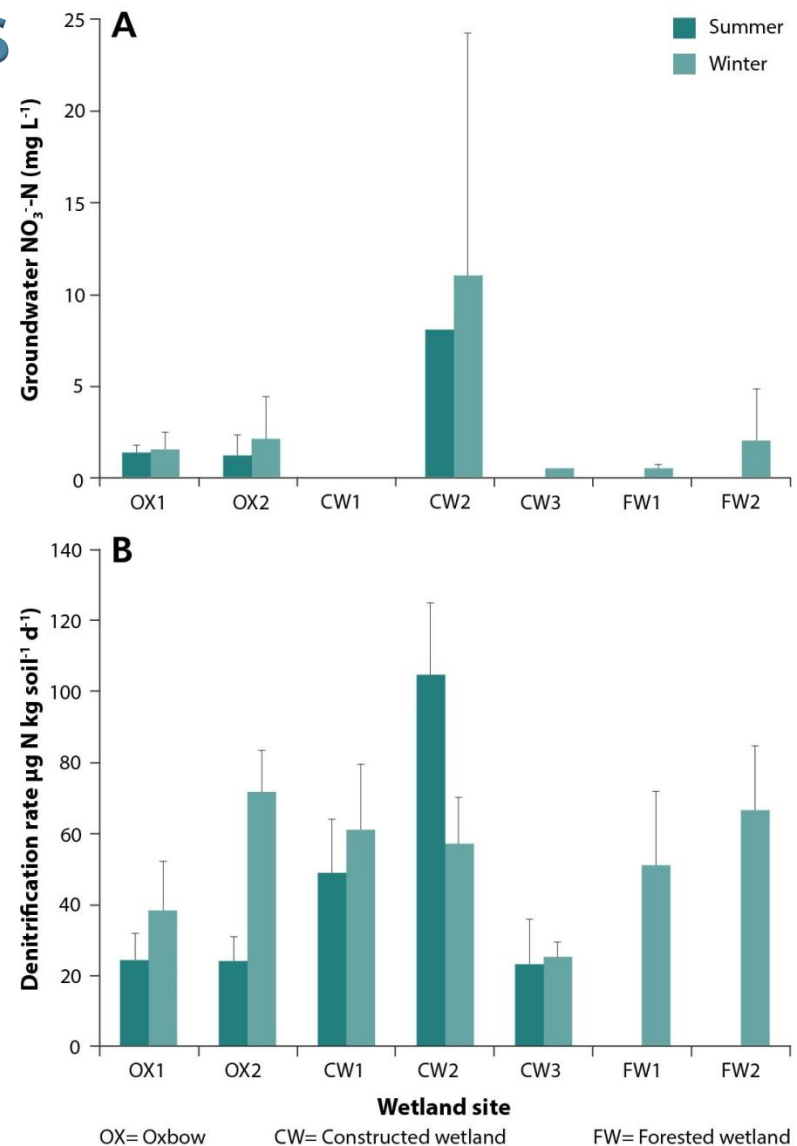 S
A
Summer
Winter
Groundwater NO₃⁻-N (mg L⁻¹)
25
20
15
10
5
0
OX1 OX2 CW1 CW2 CW3 FW1 FW2
B
Denitrification rate µg N kg soil⁻¹ d⁻¹)
140
120
100
80
60
40
20
0
OX1 OX2 CW1 CW2 CW3 FW1 FW2
Wetland site
OX= Oxbow CW= Constructed wetland FW= Forested wetland